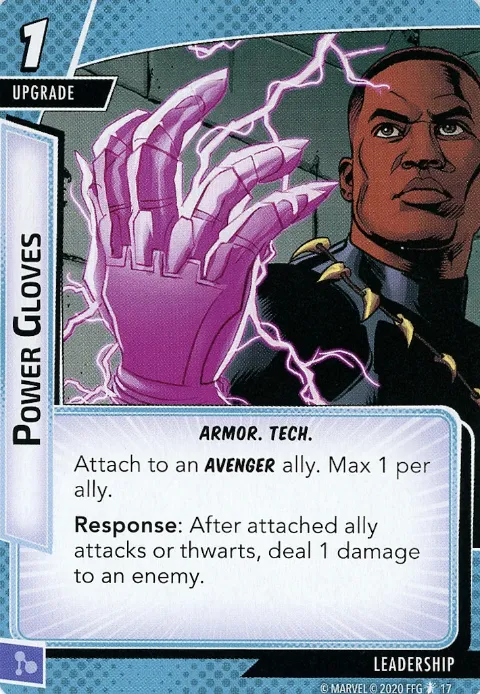 1
UPGRADE
POWER GLOVES
ARMOR. TECH.
Attach to an AVENGER ally. Max 1 per
ally.
Response: After attached ally
attacks or thwarts, deal 1 damage
to an enemy.
LEADERSHIP
© MARVEL © 2020 FFG 17